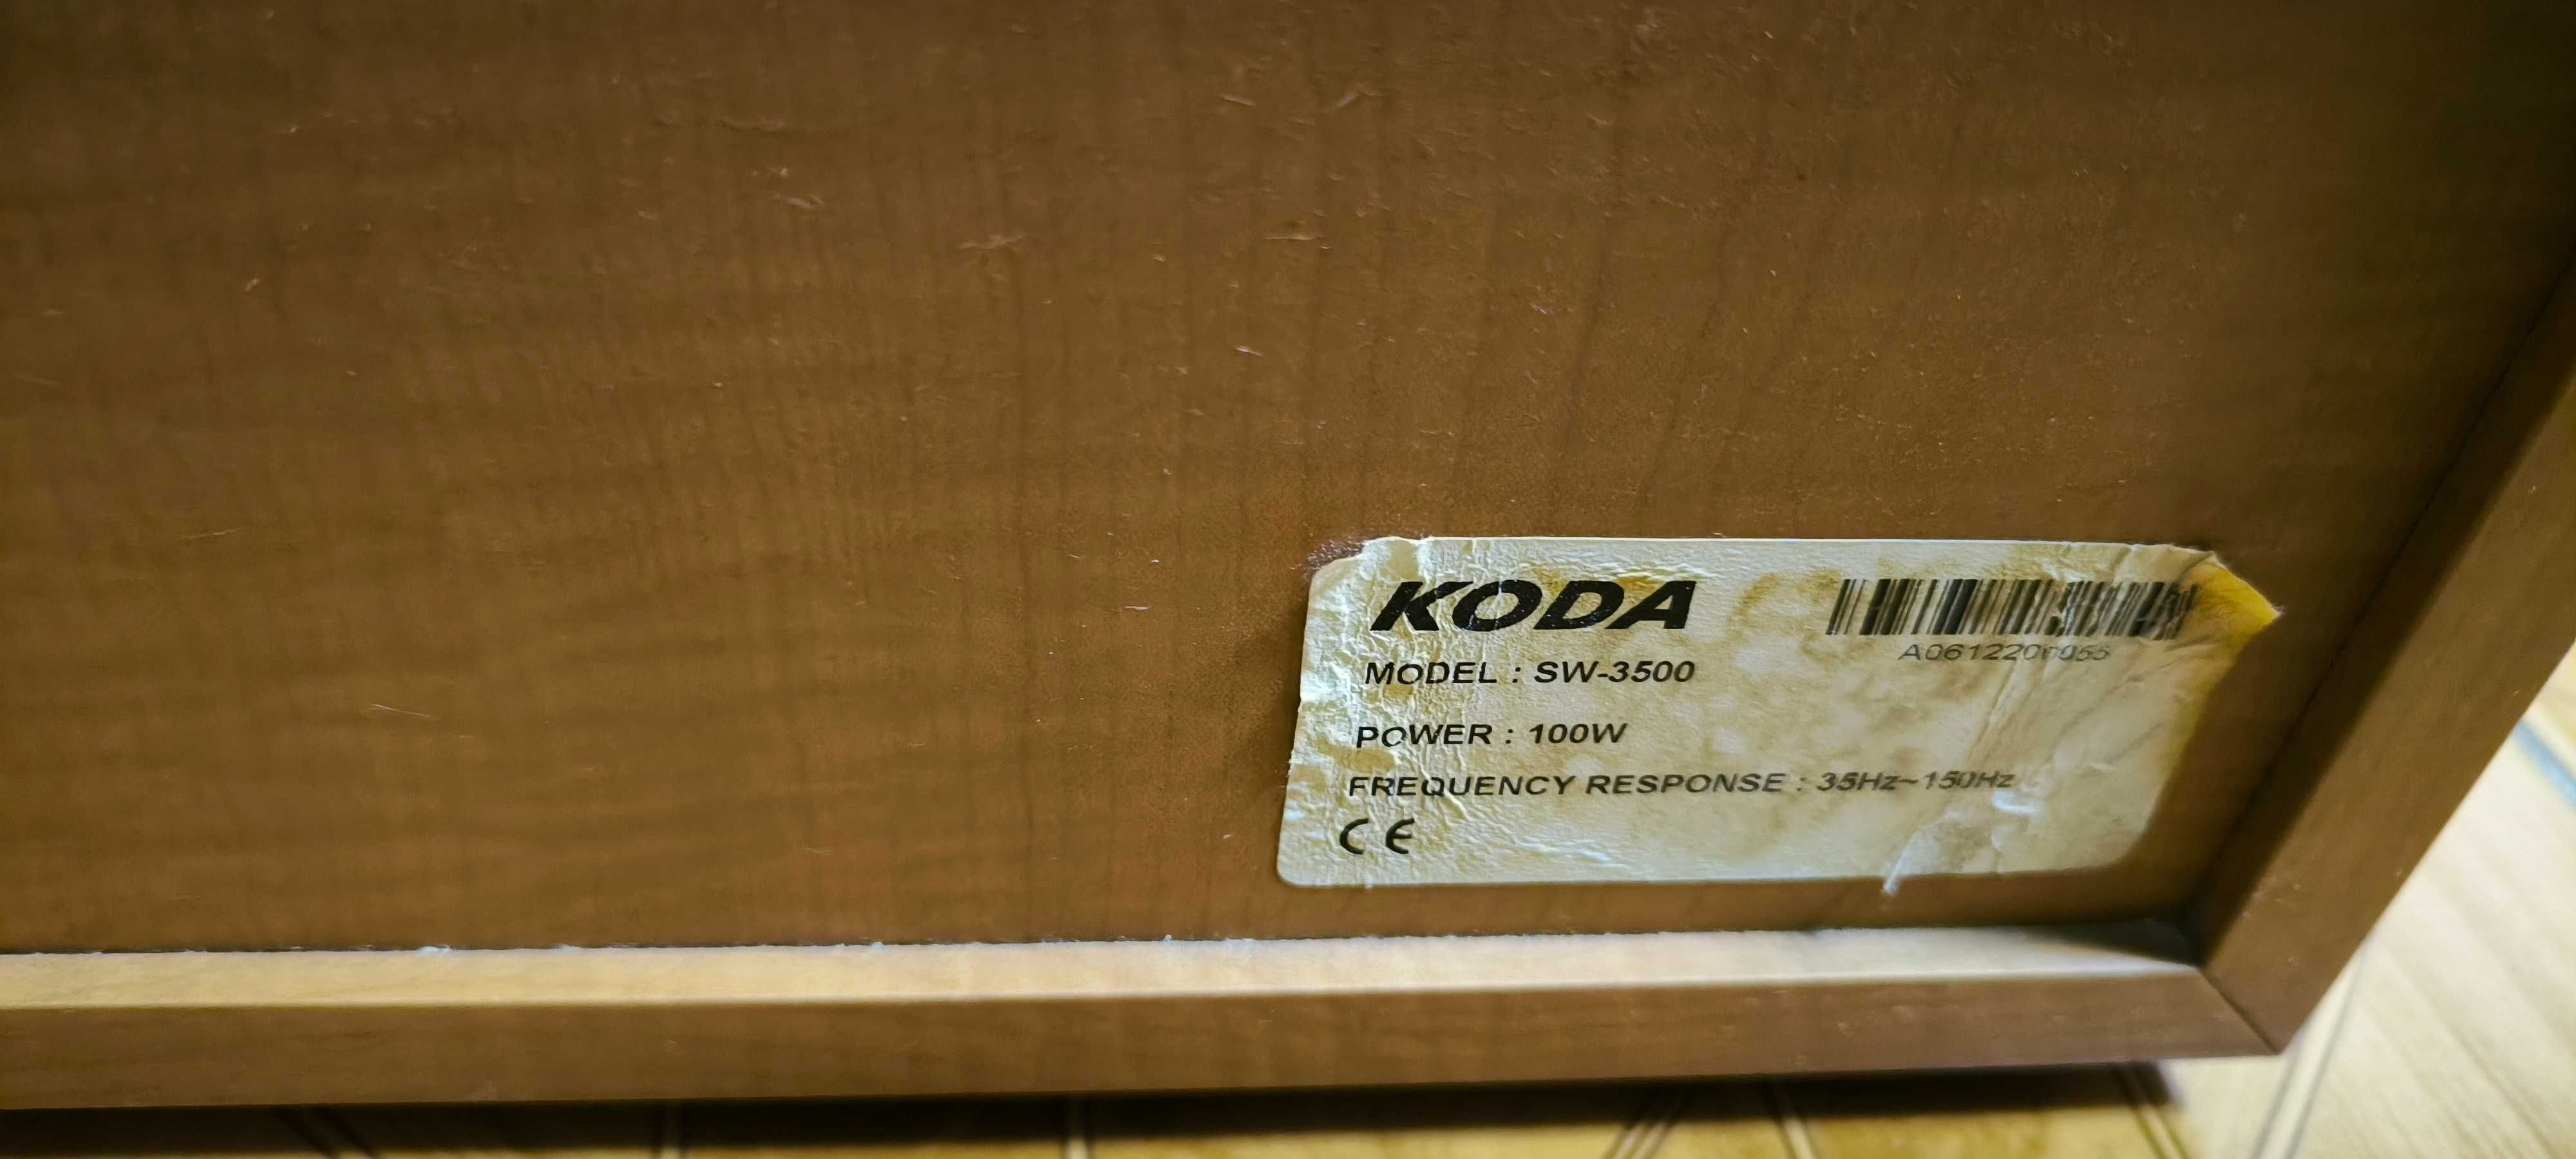 KODA
MODEL : SW-3500
POWER : 100W
FREQUENCY RESPONSE : 35Hz~150Hz
CE